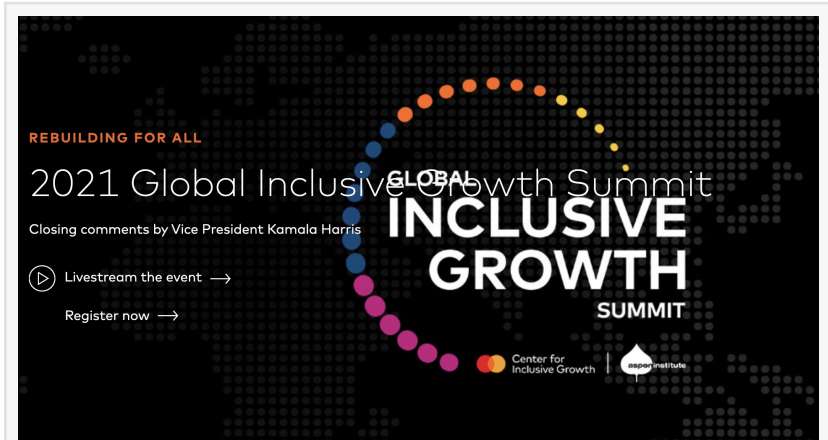 REBUILDING FOR ALL
2021 Global Inclusive Growth Summit
Closing comments by Vice President Kamala Harris
Livestream the event
Register now
GLOBAL
INCLUSIVE
GROWTH
SUMMIT
Center for
Inclusive Growth
aspen institute